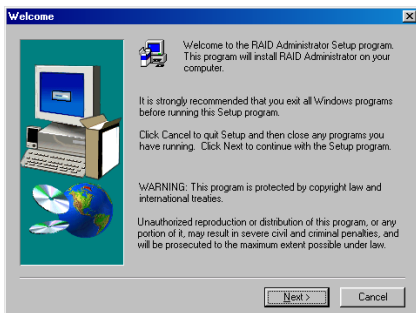 Welcome
Welcome to the RAID Administrator Setup program.
This program will install RAID Administrator on your
computer.
It is strongly recommended that you exit all Windows programs
before running this Setup program.
Click Cancel to quit Setup and then close any programs you
have running. Click Next to continue with the Setup program.
WARNING: This program is protected by copyright law and
international treaties.
Unauthorized reproduction or distribution of this program, or any
portion of it, may result in severe civil and criminal penalties, and
will be prosecuted to the maximum extent possible under law.
Next >
Cancel